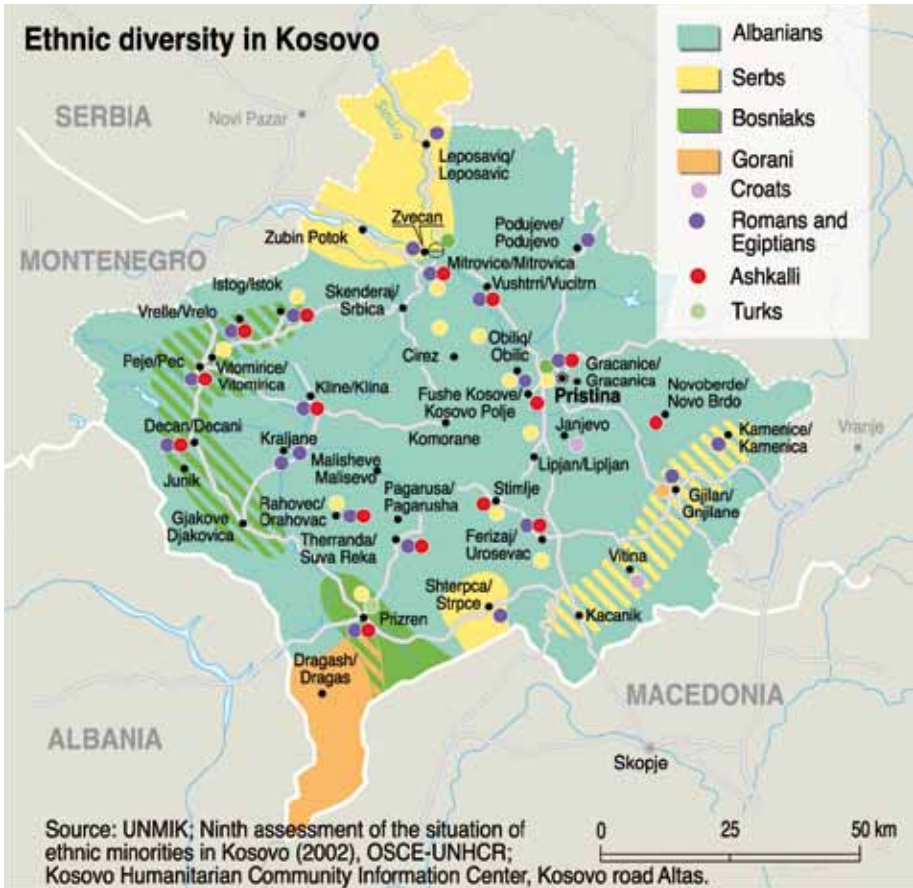 Ethnic diversity in Kosovo
Albanians
Serbs
Bosniaks
Gorani
Croats
Romans and
Egiptians
Ashkalli
Turks
SERBIA
Novi Pazar
MONTENEGRO
ALBANIA
MACEDONIA
Skopje
Vranje
Leposaviq/
Leposavic
Zvecan
Zubin Potok
Podujeve/
Podujevo
Mitrovice/Mitrovica
Istog/Istok
Vushtrri/Vucitrn
Skenderaj/
Srbica
Vrelle/Vrelo
Obiliq/
Obilic
Cirez
Peje/Pec
Vitomirice/
Vitomirica
Gracanice/
Gracanica
Pristina
Kline/Klina
Fushe Kosove/
Kosovo Polje
Novoberde/
Novo Brdo
Decan/Decani
Komorane
Janjevo
Kamenice/
Kamenica
Kraljane
Lipjan/Lipljan
Junik
Malisheve
Malisevo
Pagarusa/
Pagarusha
Stimlje
Gjilan/
Gnjilane
Rahovec/
Orahovac
Gjakove
Djakovica
Therranda/
Suva Reka
Ferizaj/
Urosevac
Vitina
Shterpca/
Strpce
Prizren
Kacanik
Dragash/
Dragas
Source: UNMIK; Ninth assessment of the situation of
ethnic minorities in Kosovo (2002), OSCE-UNHCR;
Kosovo Humanitarian Community Information Center, Kosovo road Altas.
0 25 50 km